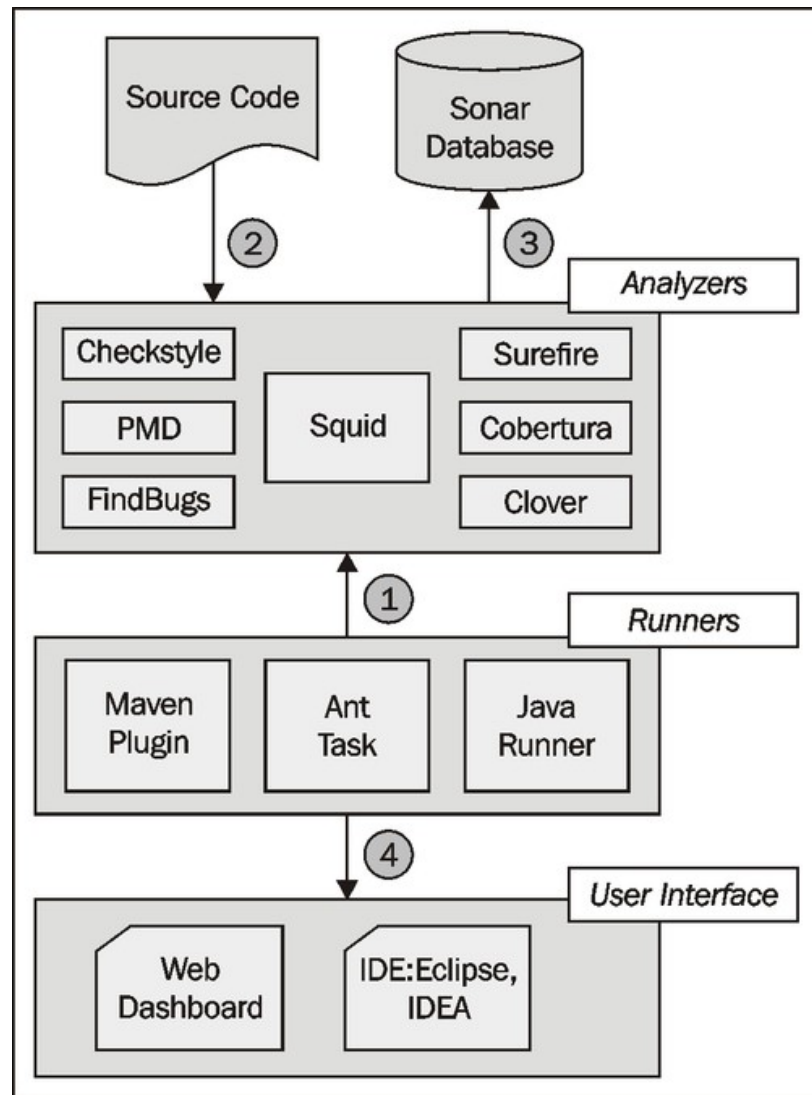 Source Code
Sonar
Database
2
3
Analyzers
Checkstyle
Surefire
Squid
PMD
Cobertura
FindBugs
Clover
1
Runners
Maven
Plugin
Ant
Task
Java
Runner
4
User Interface
Web
Dashboard
IDE:Eclipse,
IDEA